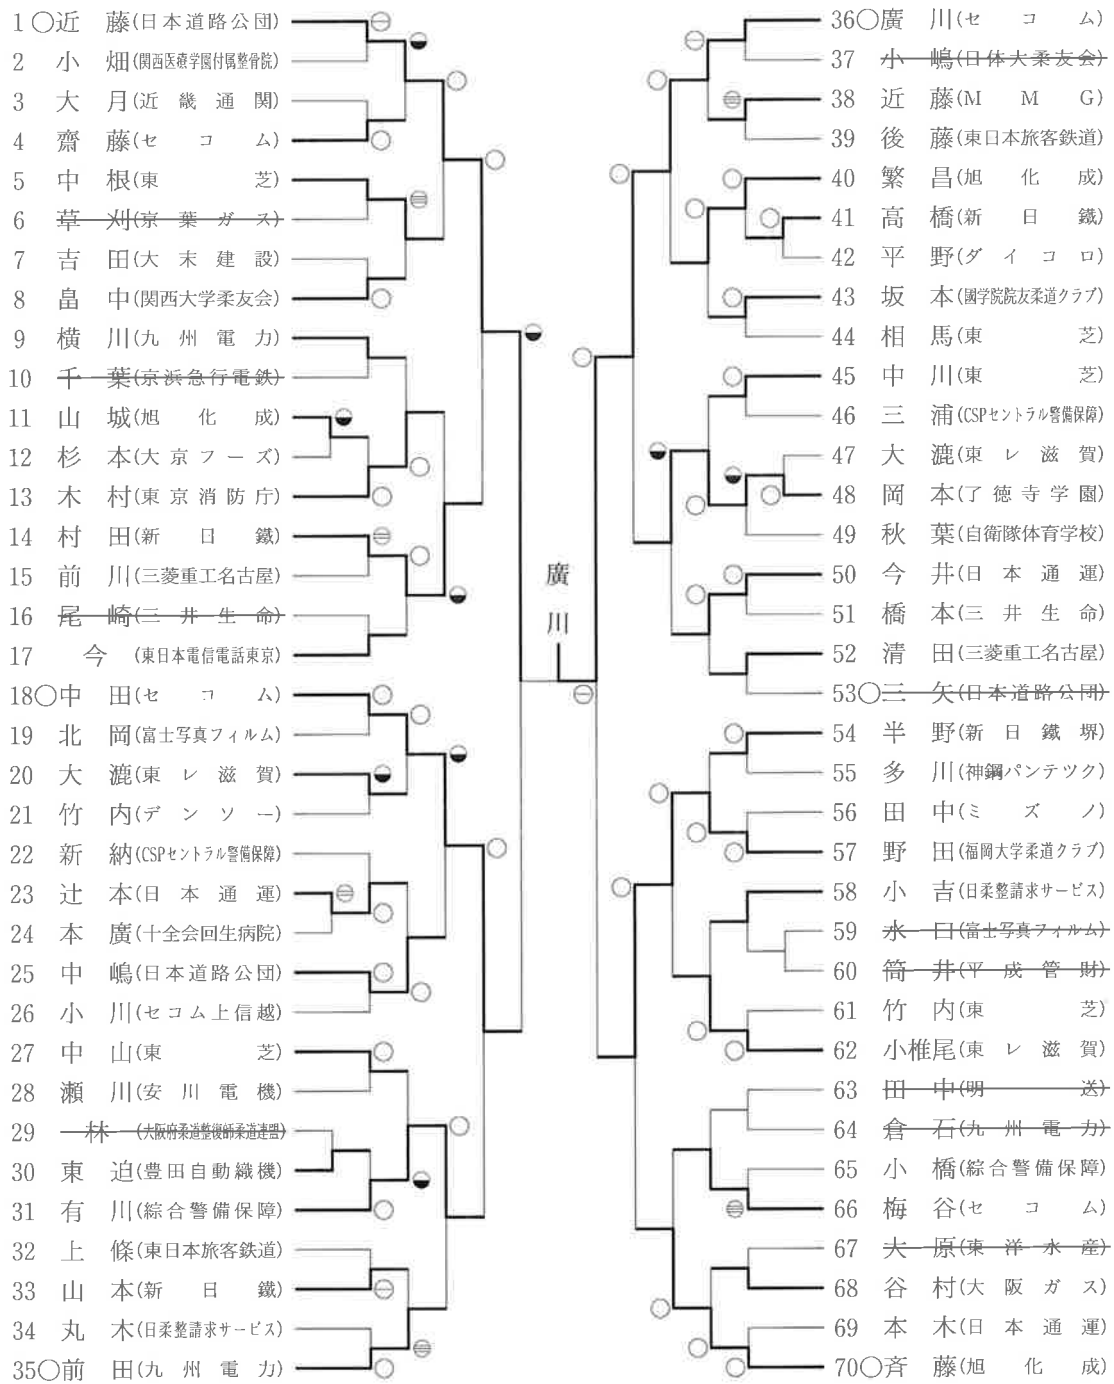 1○近藤(日本道路公団)
2 小畑(関西医療学園付属整骨院)
3 大月(近畿通関)
4 齋藤(セコム)
5 中根(東芝)
6 草刈(京葉ガス)
7 吉田(大末建設)
8 畠中(関西大学柔友会)
9 横川(九州電力)
10 千葉(京浜急行電鉄)
11 山城(旭化成)
12 杉本(大京フーズ)
13 木村(東京消防庁)
14 村田(新日鐵)
15 前川(三菱重工名古屋)
16 尾崎(三井生命)
17 今(東日本電信電話東京)
18○中田(セコム)
19 北岡(富士写真フィルム)
20 大漉(東レ滋賀)
21 竹内(デンソー)
22 新納(CSPセントラル警備保障)
23 辻本(日本通運)
24 本廣(十全会回生病院)
25 中嶋(日本道路公団)
26 小川(セコム上信越)
27 中山(東芝)
28 瀬川(安川電機)
29 林(大阪府柔道整復師柔道連盟)
30 東迫(豊田自動織機)
31 有川(綜合警備保障)
32 上條(東日本旅客鉄道)
33 山本(新日鐵)
34 丸木(日柔整請求サービス)
35○前田(九州電力)
廣川
36○廣川(セコム)
37 小嶋(日体大柔友会)
38 近藤(MMG)
39 後藤(東日本旅客鉄道)
40 繁昌(旭化成)
41 高橋(新日鐵)
42 平野(ダイコロ)
43 坂本(國学院院友柔道クラブ)
44 相馬(東芝)
45 中川(東芝)
46 三浦(CSPセントラル警備保障)
47 大漉(東レ滋賀)
48 岡本(了徳寺学園)
49 秋葉(自衛隊体育学校)
50 今井(日本通運)
51 橋本(三井生命)
52 清田(三菱重工名古屋)
53○三矢(日本道路公団)
54 半野(新日鐵堺)
55 多川(神鋼パンテツク)
56 田中(ミズノ)
57 野田(福岡大学柔道クラブ)
58 小吉(日柔整請求サービス)
59 水口(富士写真フィルム)
60 筒井(平成管財)
61 竹内(東芝)
62 小椎尾(東レ滋賀)
63 田中(明送)
64 倉石(九州電力)
65 小橋(綜合警備保障)
66 梅谷(セコム)
67 大原(東洋水産)
68 谷村(大阪ガス)
69 本木(日本通運)
70○斉藤(旭化成)